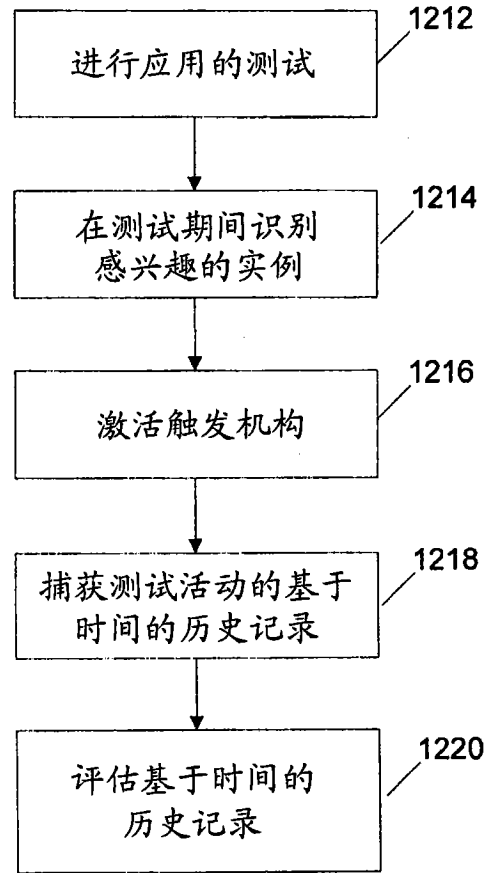 1212
进行应用的测试
1214
在测试期间识别
感兴趣的实例
1216
激活触发机构
1218
捕获测试活动的基于
时间的历史记录
1220
评估基于时间的
历史记录